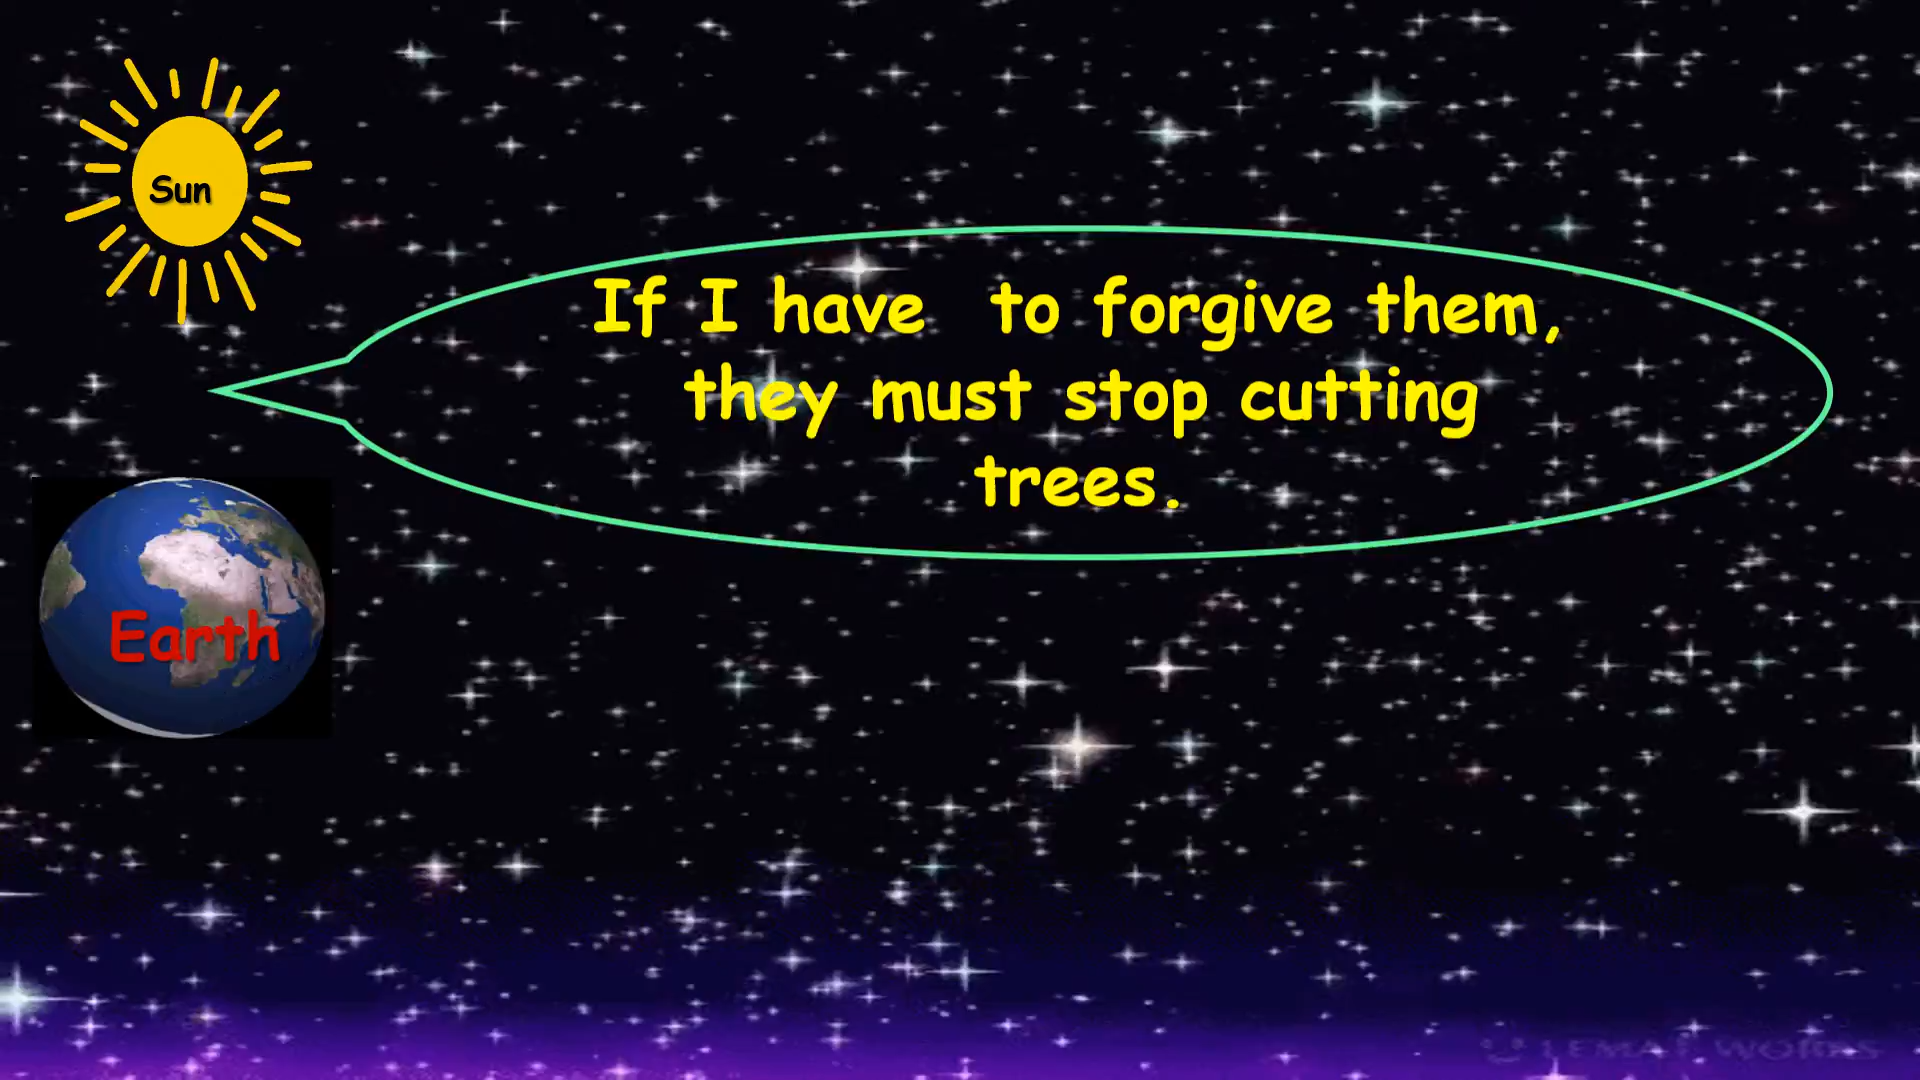 Sun
If I have  to forgive them,
they must stop cutting
trees.
Earth